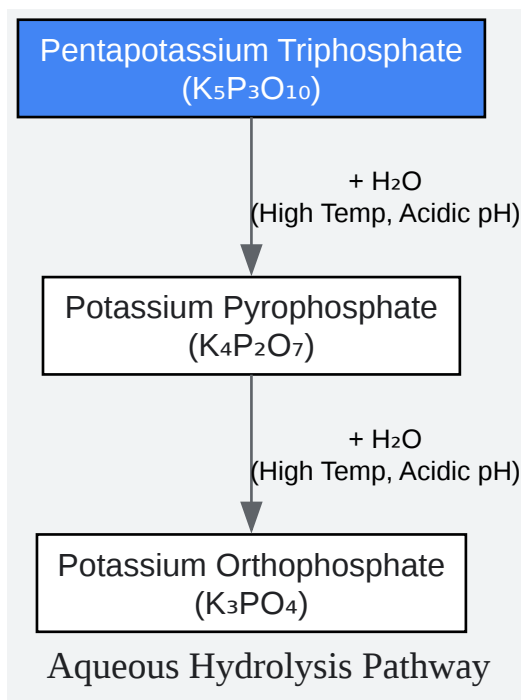 Pentapotassium Triphosphate
(K₅P₃O₁₀)
+ H₂O
(High Temp, Acidic pH)
Potassium Pyrophosphate
(K₄P₂O₇)
+ H₂O
(High Temp, Acidic pH)
Potassium Orthophosphate
(K₃PO₄)
Aqueous Hydrolysis Pathway